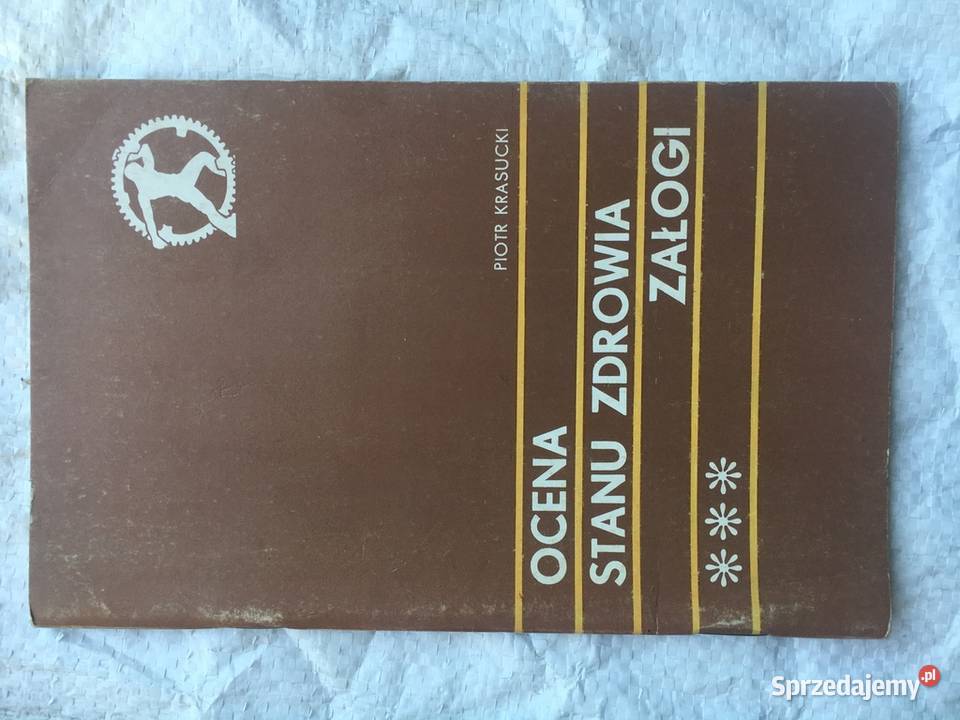 PIOTR KRASUCKI
OCENA
STANU ZDROWIA
ZAŁOGI
Sprzedajemy.pl